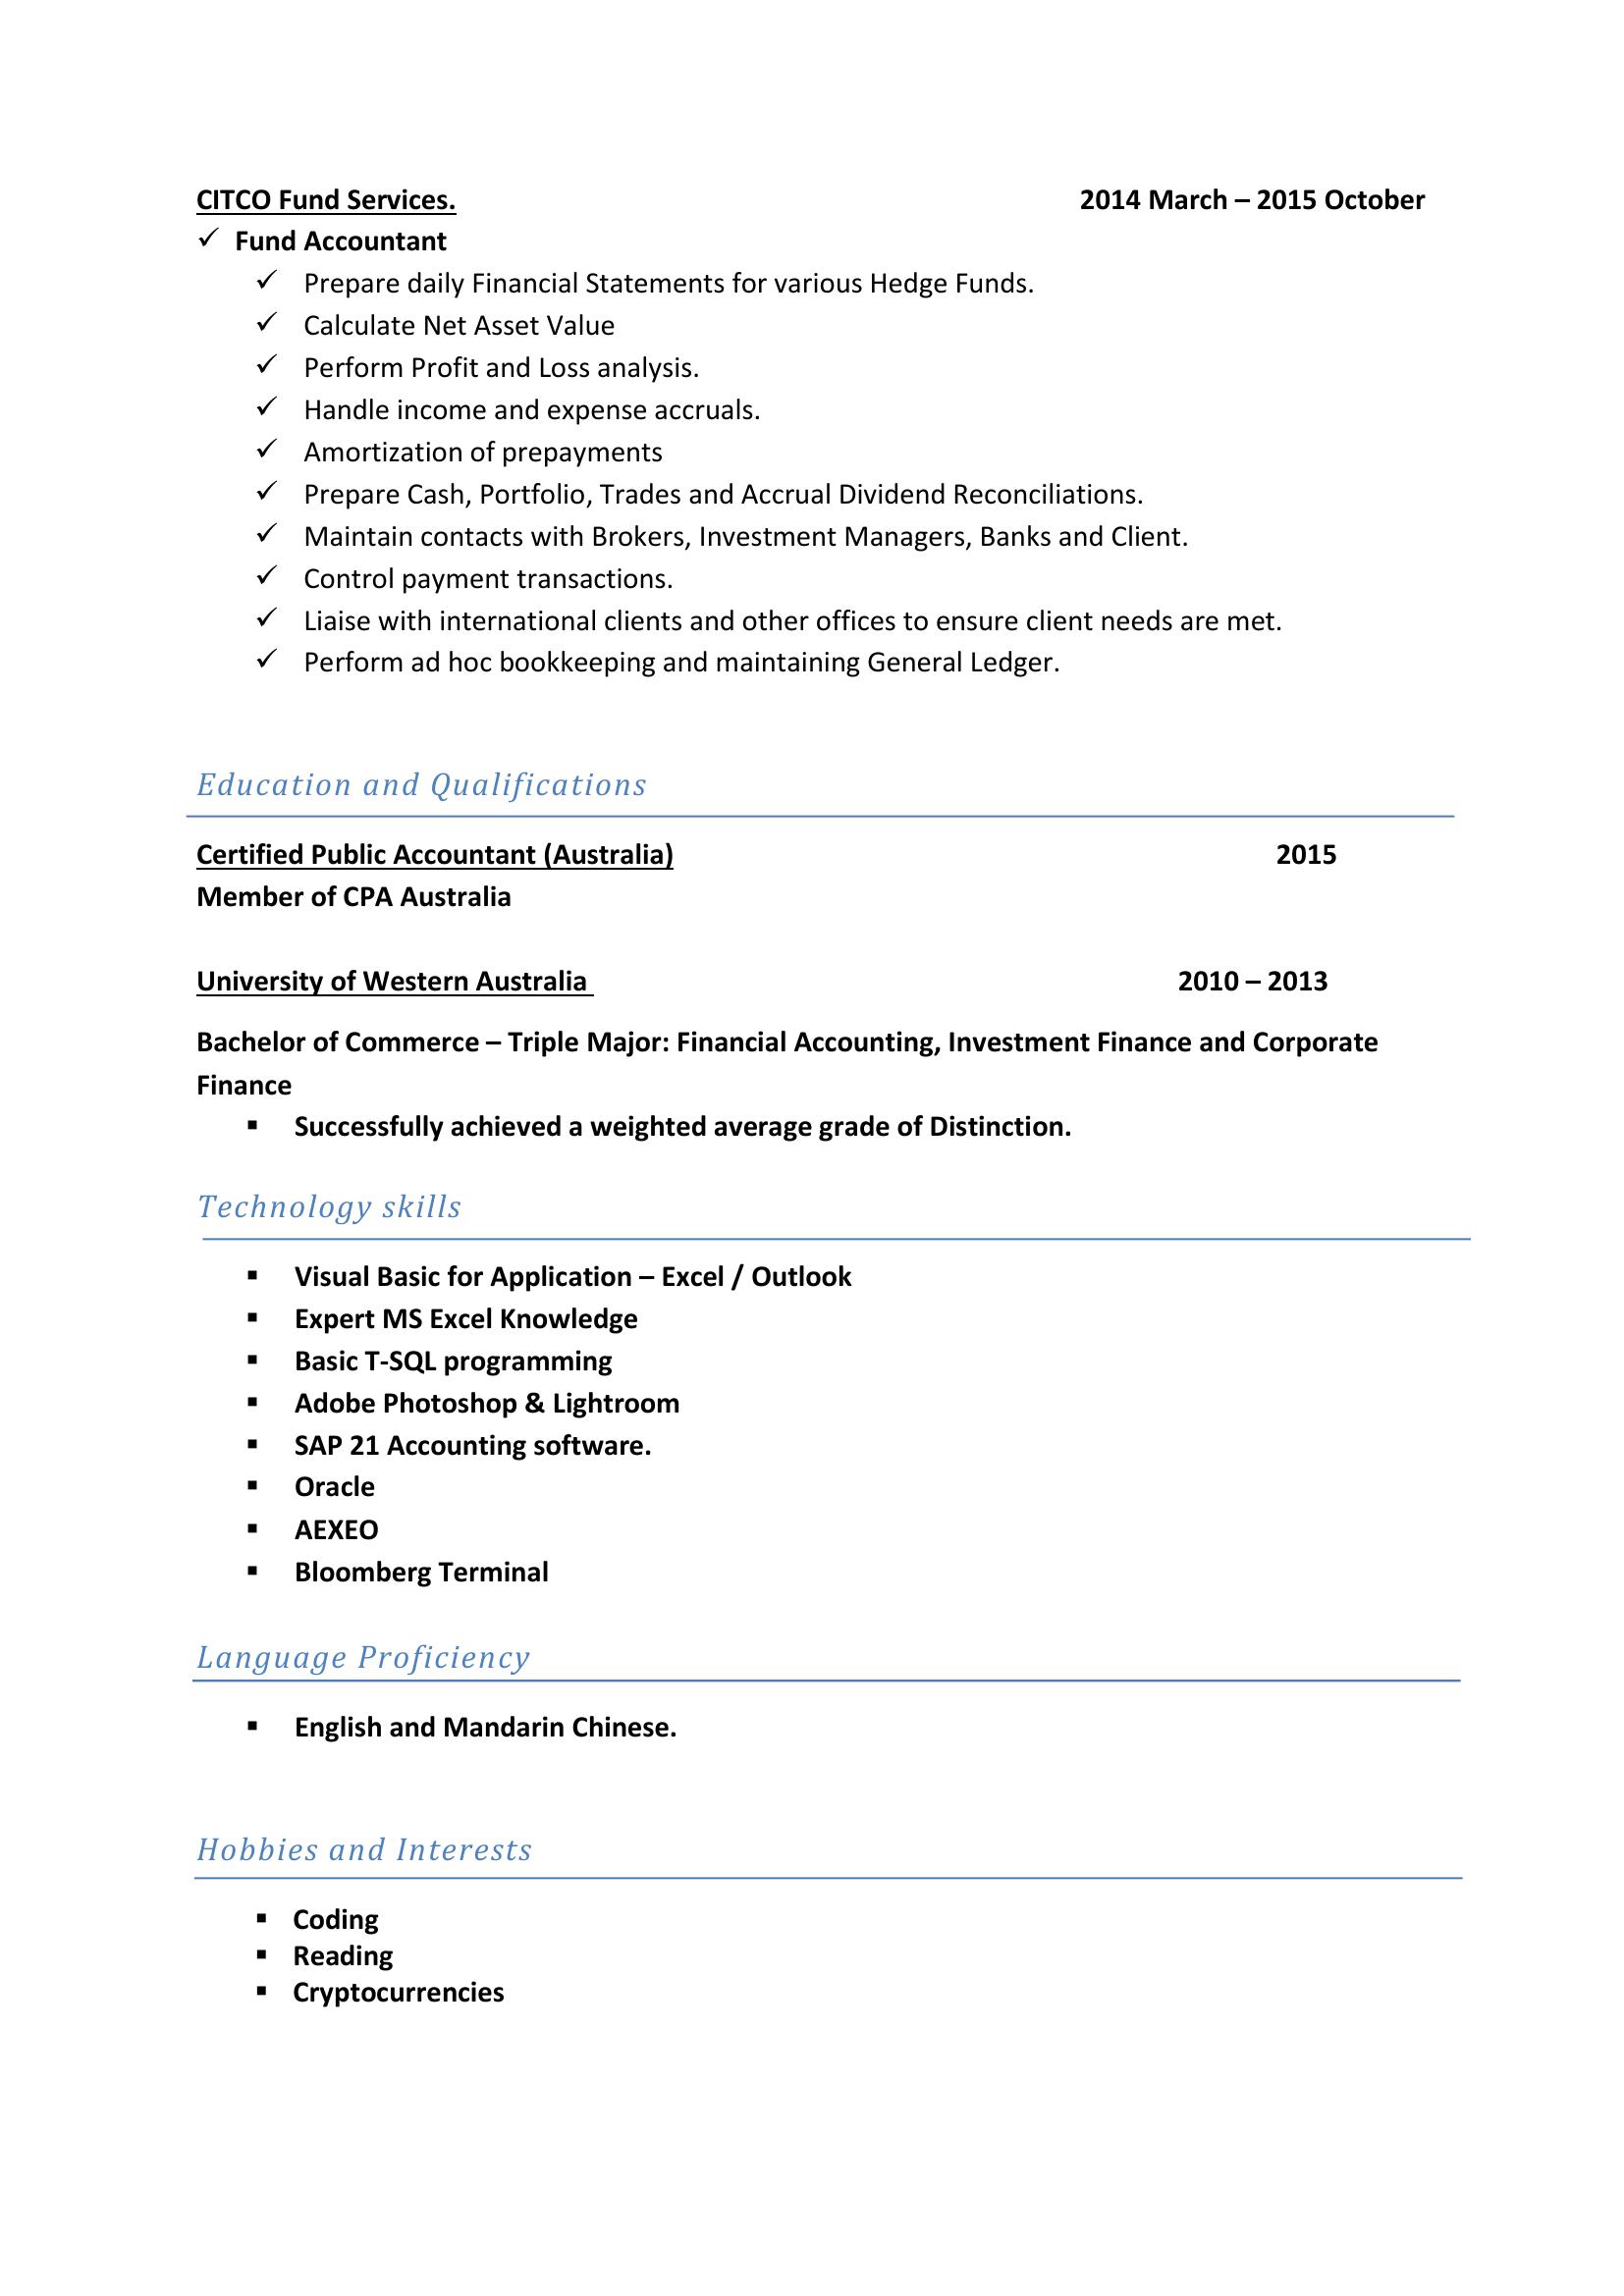 CITCO Fund Services. 2014 March – 2015 October
✓ Fund Accountant
✓ Prepare daily Financial Statements for various Hedge Funds.
✓ Calculate Net Asset Value
✓ Perform Profit and Loss analysis.
✓ Handle income and expense accruals.
✓ Amortization of prepayments
✓ Prepare Cash, Portfolio, Trades and Accrual Dividend Reconciliations.
✓ Maintain contacts with Brokers, Investment Managers, Banks and Client.
✓ Control payment transactions.
✓ Liaise with international clients and other offices to ensure client needs are met.
✓ Perform ad hoc bookkeeping and maintaining General Ledger.
Education and Qualifications
Certified Public Accountant (Australia) 2015
Member of CPA Australia
University of Western Australia 2010 – 2013
Bachelor of Commerce – Triple Major: Financial Accounting, Investment Finance and Corporate
Finance
▪ Successfully achieved a weighted average grade of Distinction.
Technology skills
▪ Visual Basic for Application – Excel / Outlook
▪ Expert MS Excel Knowledge
▪ Basic T-SQL programming
▪ Adobe Photoshop & Lightroom
▪ SAP 21 Accounting software.
▪ Oracle
▪ AEXEO
▪ Bloomberg Terminal
Language Proficiency
▪ English and Mandarin Chinese.
Hobbies and Interests
▪ Coding
▪ Reading
▪ Cryptocurrencies